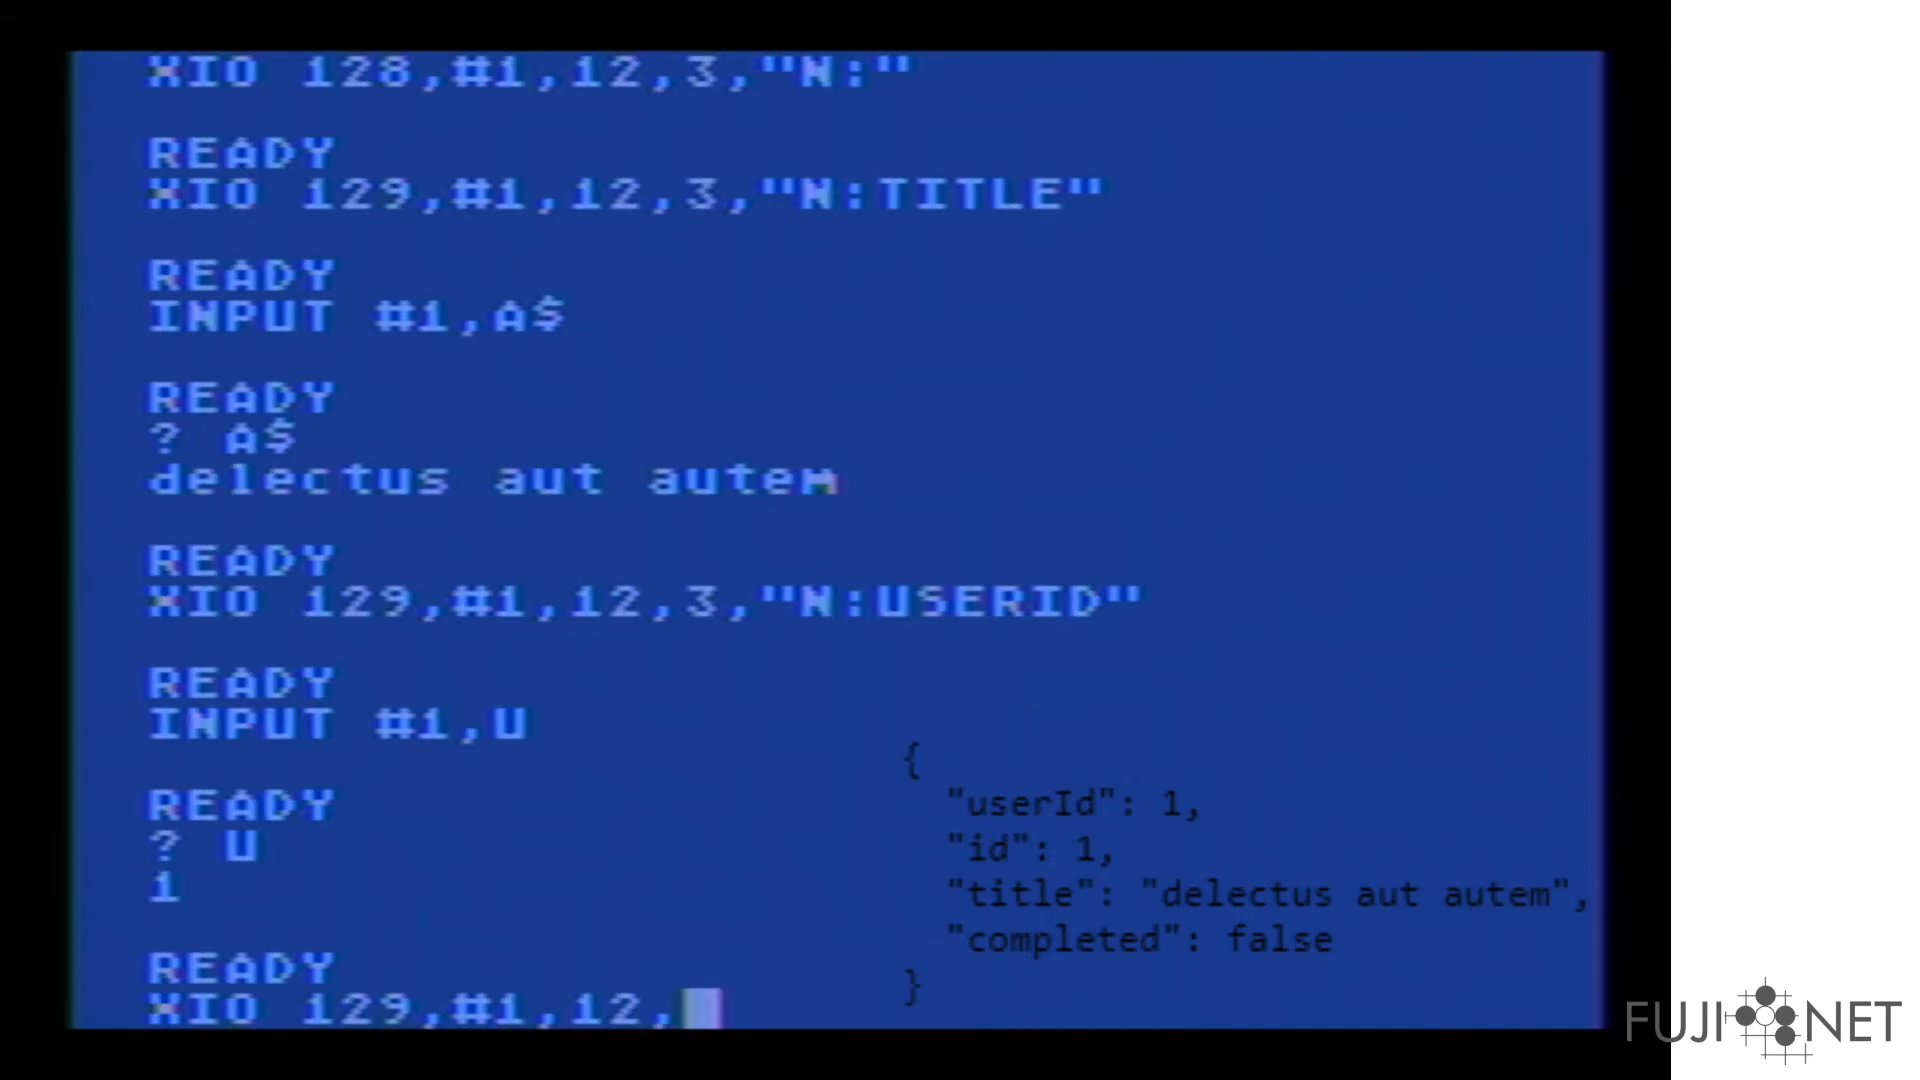 XIO 128,#1,12,3,"N:"
READY
XIO 129,#1,12,3,"N:TITLE"
READY
INPUT #1,A$
READY
? A$
delectus aut autem
READY
XIO 129,#1,12,3,"N:USERID"
READY
INPUT #1,U
READY
? U
1
READY
XIO 129,#1,12,
{
"userId": 1,
"id": 1,
"title": "delectus aut autem",
"completed": false
}
FUJINET